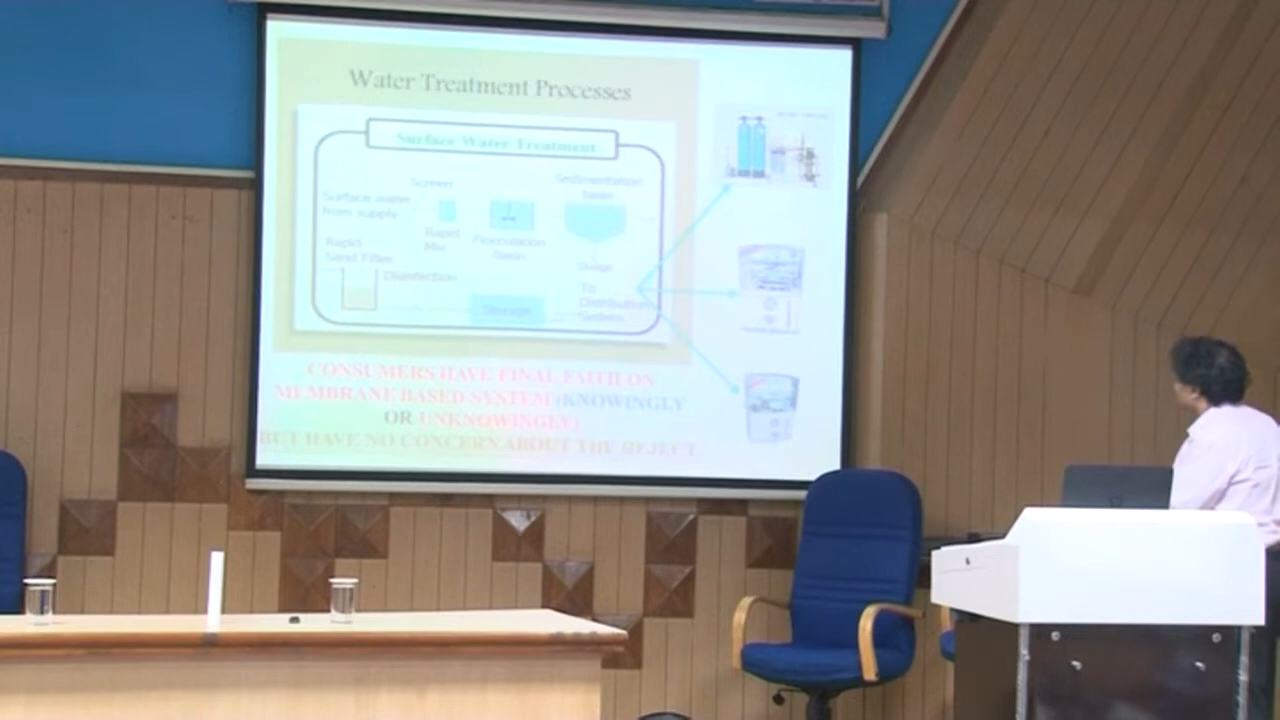 Water Treatment Processes
Surface Water Treatment
Screen
Sedimentation
basin
Surface water
from supply
Rapid
Mix
Flocculation
Basin
Rapid
Sand Filter
Disinfection
Sludge
To
Distribution
System
Storage
CONSUMERS HAVE FINAL FAITH ON
MEMBRANE BASED SYSTEM (KNOWINGLY
OR UNKNOWINGLY)
BUT HAVE NO CONCERN ABOUT THE REJECT